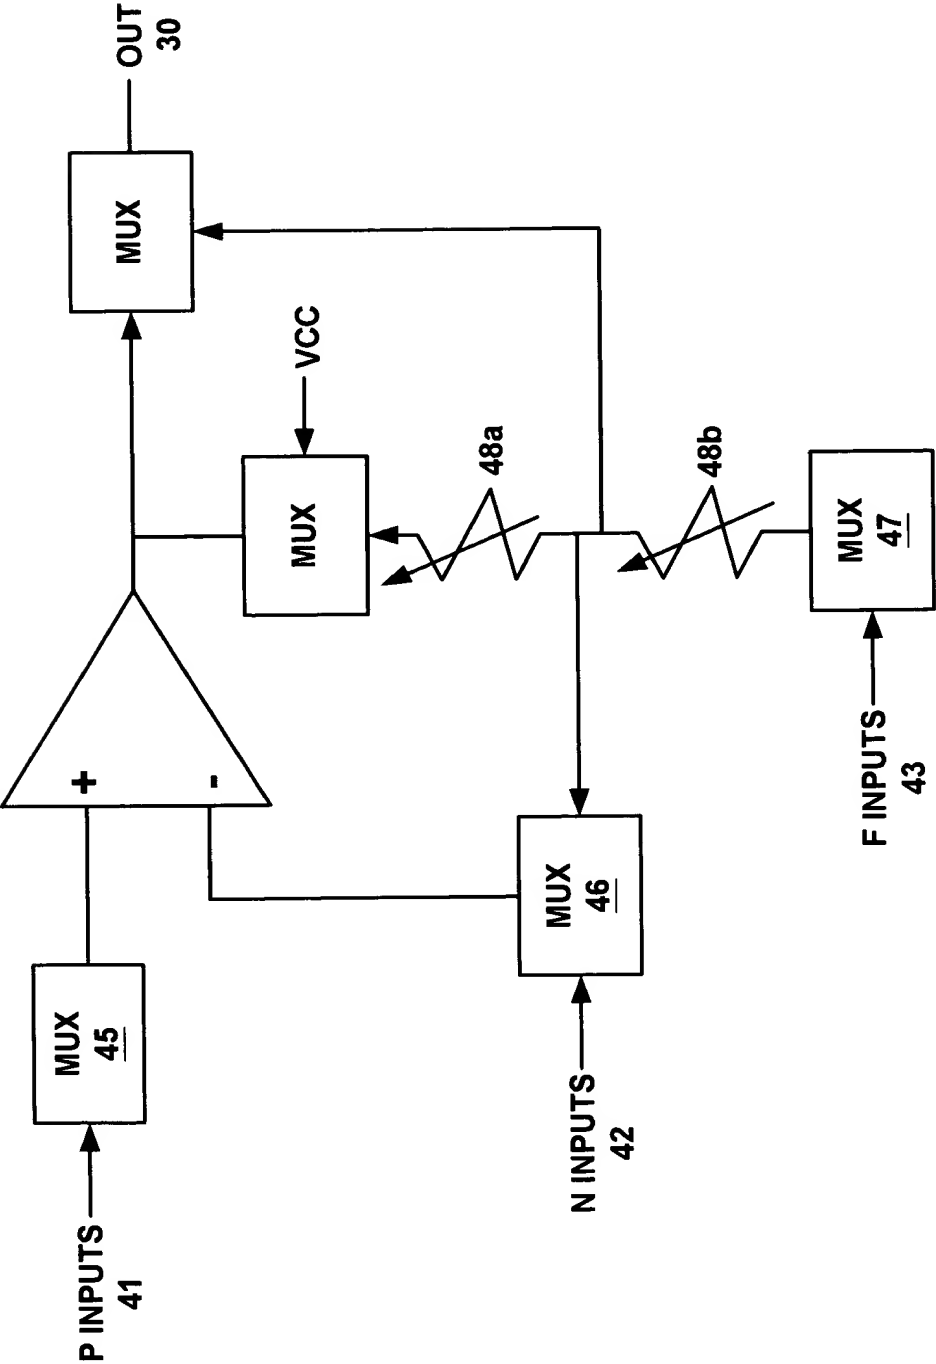 P INPUTS
41
MUX
45
+
-
N INPUTS
42
MUX
46
MUX
VCC
48a
48b
F INPUTS
43
MUX
47
MUX
OUT
30